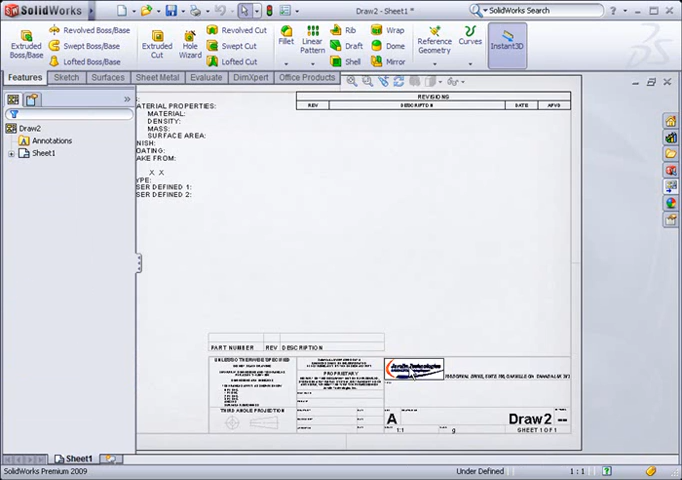 SolidWorks
Draw2 - Sheet1 *
SolidWorks Search
Extruded Boss/Base
Revolved Boss/Base
Swept Boss/Base
Lofted Boss/Base
Extruded Cut
Hole Wizard
Revolved Cut
Swept Cut
Lofted Cut
Fillet
Linear Pattern
Rib
Draft
Shell
Wrap
Dome
Mirror
Reference Geometry
Curves
Instant3D
Features Sketch Surfaces Sheet Metal Evaluate DimXpert Office Products
Draw2
Annotations
Sheet1
ATERIAL PROPERTIES:
MATERIAL:
DENSITY:
MASS:
SURFACE AREA:
NISH:
OATING:
AKE FROM:
X X
YPE:
SER DEFINED 1:
SER DEFINED 2:
REVISIONS
REV DESCRIPTION DATE APVD
PART NUMBER REV DESCRIPTION
UNLESS OTHERWISE SPECIFIED
PROPRIETARY
THIRD ANGLE PROJECTION
A
Draw2 --
1:1
g
SHEET 1 OF 1
Sheet1
SolidWorks Premium 2009
Under Defined
1 : 1